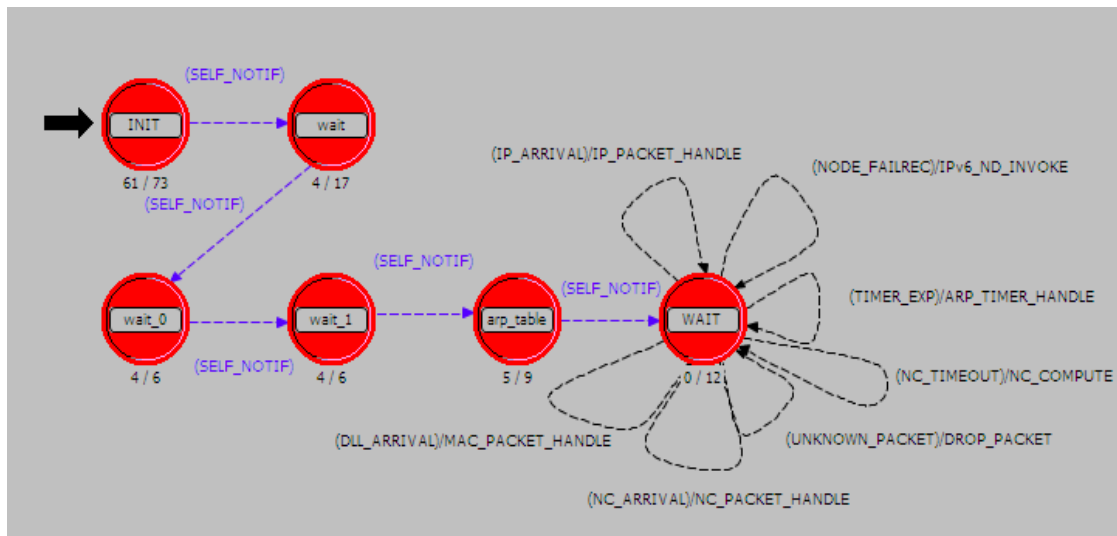 (SELF_NOTIF)
INIT
wait
61 / 73
4 / 17
(IP_ARRIVAL)/IP_PACKET_HANDLE
(NODE_FAILREC)/IPv6_ND_INVOKE
(SELF_NOTIF)
(SELF_NOTIF)
(SELF_NOTIF)
(TIMER_EXP)/ARP_TIMER_HANDLE
wait_0
wait_1
arp_table
WAIT
(SELF_NOTIF)
4 / 6
4 / 6
5 / 9
0 / 12
(NC_TIMEOUT)/NC_COMPUTE
(DLL_ARRIVAL)/MAC_PACKET_HANDLE
(UNKNOWN_PACKET)/DROP_PACKET
(NC_ARRIVAL)/NC_PACKET_HANDLE